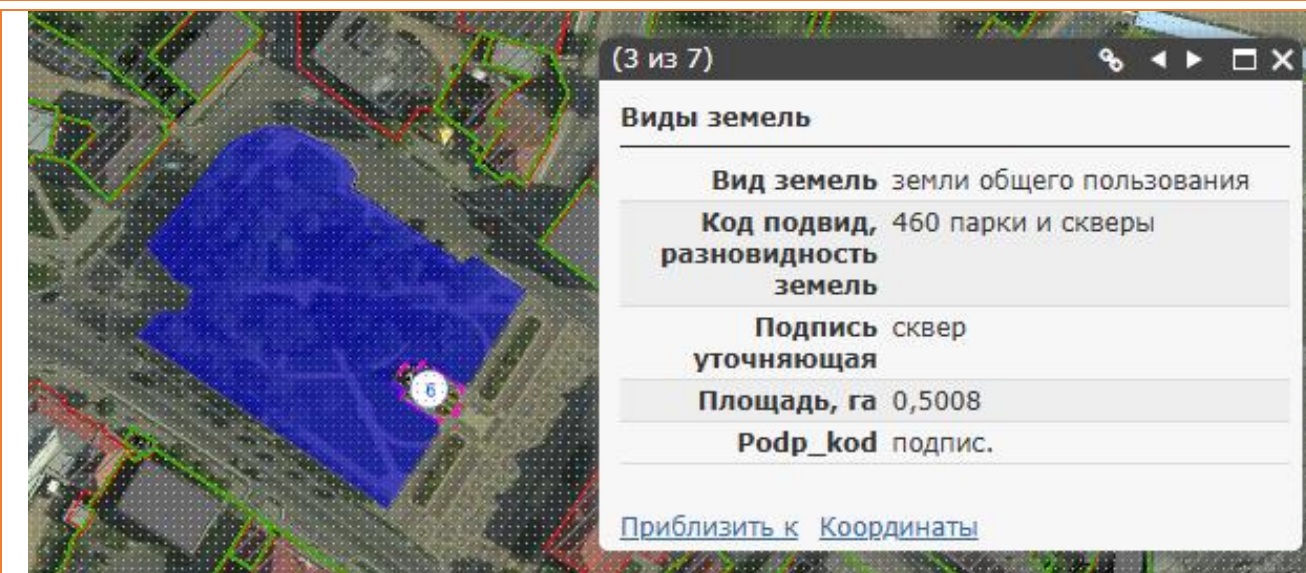 (3 из 7)
Виды земель
Вид земель земли общего пользования
Код подвид, 460 парки и скверы
разновидность
земель
Подпись сквер
уточняющая
Площадь, га 0,5008
Podp_kod подпис.
Приблизить к Координаты
6